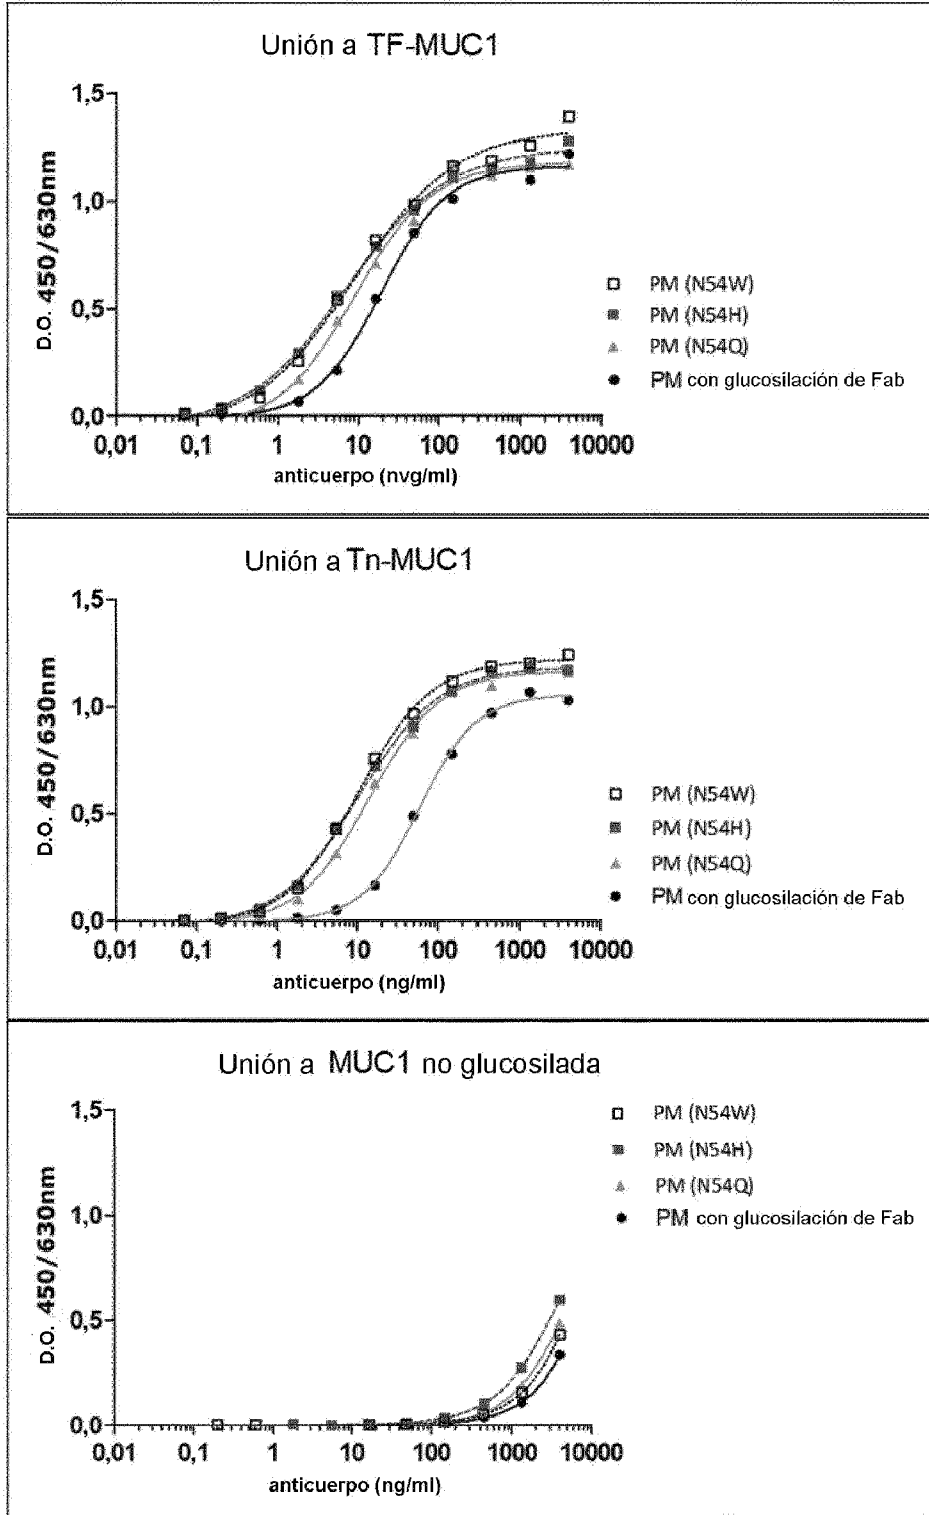 Unión a TF-MUC1
1,5
1,0
0,5
0,0
D.O. 450/630nm
0,01 0,1 1 10 100 1000 10000
anticuerpo (nvg/ml)
PM (N54W)
PM (N54H)
PM (N54Q)
PM con glucosilación de Fab
Unión a Tn-MUC1
1,5
1,0
0,5
0,0
D.O. 450/630nm
0,01 0,1 1 10 100 1000 10000
anticuerpo (ng/ml)
PM (N54W)
PM (N54H)
PM (N54Q)
PM con glucosilación de Fab
Unión a MUC1 no glucosilada
1,5
1,0
0,5
0,0
D.O. 450/630nm
0,01 0,1 1 10 100 1000 10000
anticuerpo (ng/ml)
PM (N54W)
PM (N54H)
PM (N54Q)
PM con glucosilación de Fab